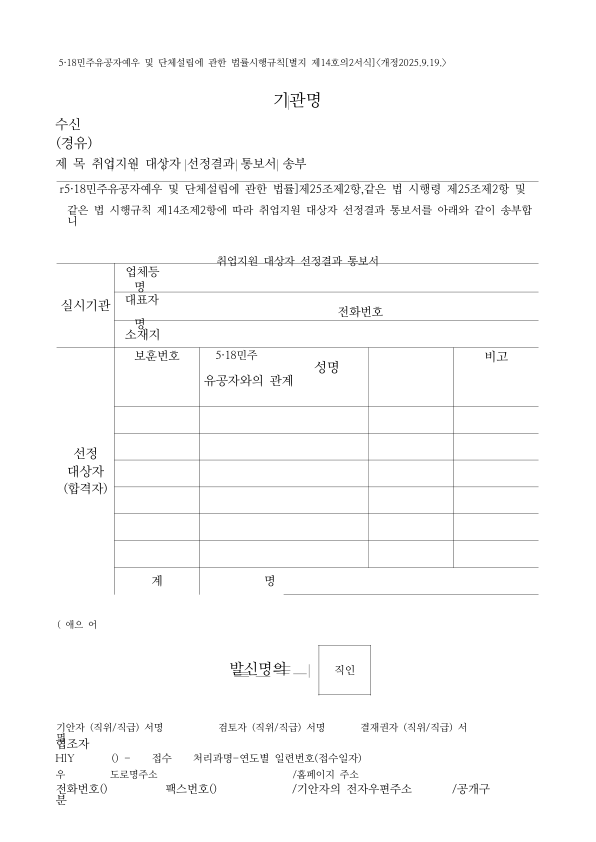 5·18민주유공자예우 및 단체설립에 관한 법률시행규칙[별지 제14호의2서식]<개정2025.9.19.>
기관명
수신
(경유)
제 목 취업지원 대상자 선정결과 통보서 송부
r5·18민주유공자예우 및 단체설립에 관한 법률]제25조제2항,같은 법 시행령 제25조제2항 및
같은 법 시행규칙 제14조제2항에 따라 취업지원 대상자 선정결과 통보서를 아래와 같이 송부합
니
취업지원 대상자 선정결과 통보서
실시기관
업체등
명
대표자
명
전화번호
소재지
보훈번호
5·18민주
유공자와의 관계
성명
비고
선정
대상자
(합격자)
계
명
( 애으 어
발신명의
직인
기안자 (직위/직급) 서명 검토자 (직위/직급) 서명 결재권자 (직위/직급) 서
명
협조자
HIY () - 접수 처리과명-연도별 일련번호(접수일자)
우 도로명주소 /홈페이지 주소
전화번호() 팩스번호() /기안자의 전자우편주소 /공개구
분